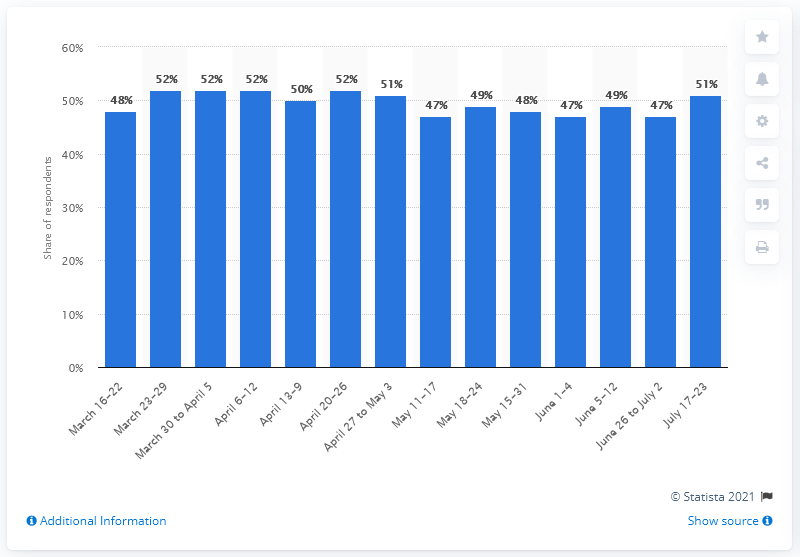 60%
50%
40%
30%
20%
10%
0%
Share of respondents
48%
52%
52%
52%
50%
52%
51%
47%
49%
48%
47%
49%
47%
51%
March 16-22
March 23-29
March 30 to April 5
April 6-12
April 13-9
April 20-26
April 27 to May 3
May 11-17
May 18-24
May 15-31
June 1-4
June 5-12
June 26 to July 2
July 17-23
© Statista 2021
Additional Information
Show source